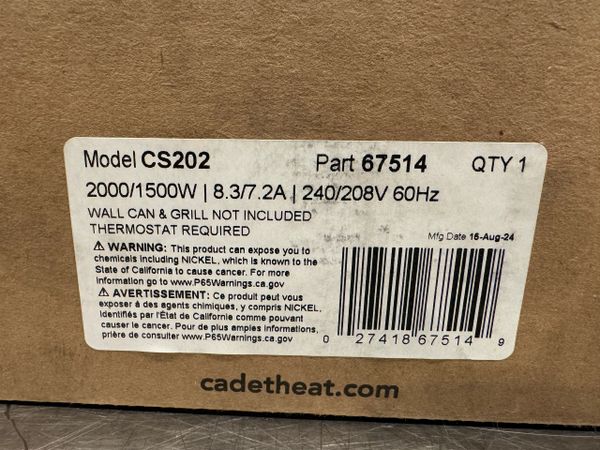 Model CS202 Part 67514 QTY 1
2000/1500W | 8.3/7.2A | 240/208V 60Hz
WALL CAN & GRILL NOT INCLUDED
THERMOSTAT REQUIRED
Mfg Date 15-Aug-24
⚠ WARNING: This product can expose you to
chemicals including NICKEL, which is known to the
State of California to cause cancer. For more
information go to www.P65Warnings.ca.gov
⚠ AVERTISSEMENT: Ce produit peut vous
exposer à des agents chimiques, y compris NICKEL,
identifiés par l'État de Californie comme pouvant
causer le cancer. Pour de plus amples informations,
prière de consulter www.P65Warnings.ca.gov
0 27418 67514 9
cadetheat.com